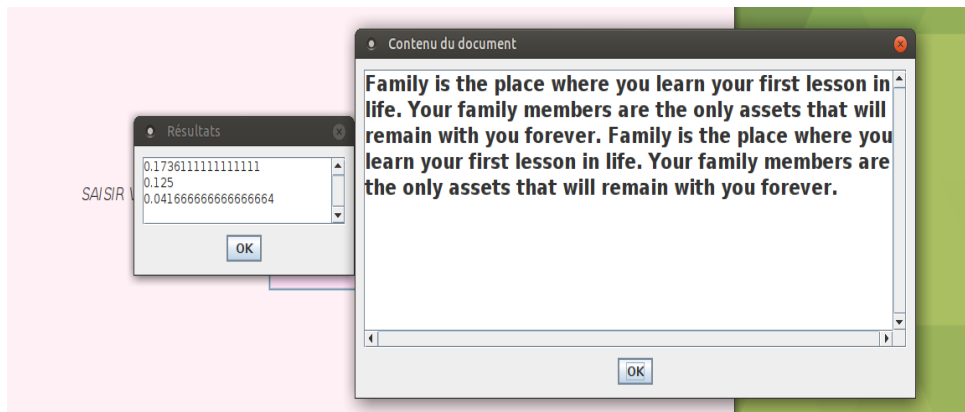 Contenu du document
Family is the place where you learn your first lesson in
life. Your family members are the only assets that will
remain with you forever. Family is the place where you
learn your first lesson in life. Your family members are
the only assets that will remain with you forever.
OK
Résultats
0.1736111111111111
0.125
0.041666666666666664
OK
SAISIR